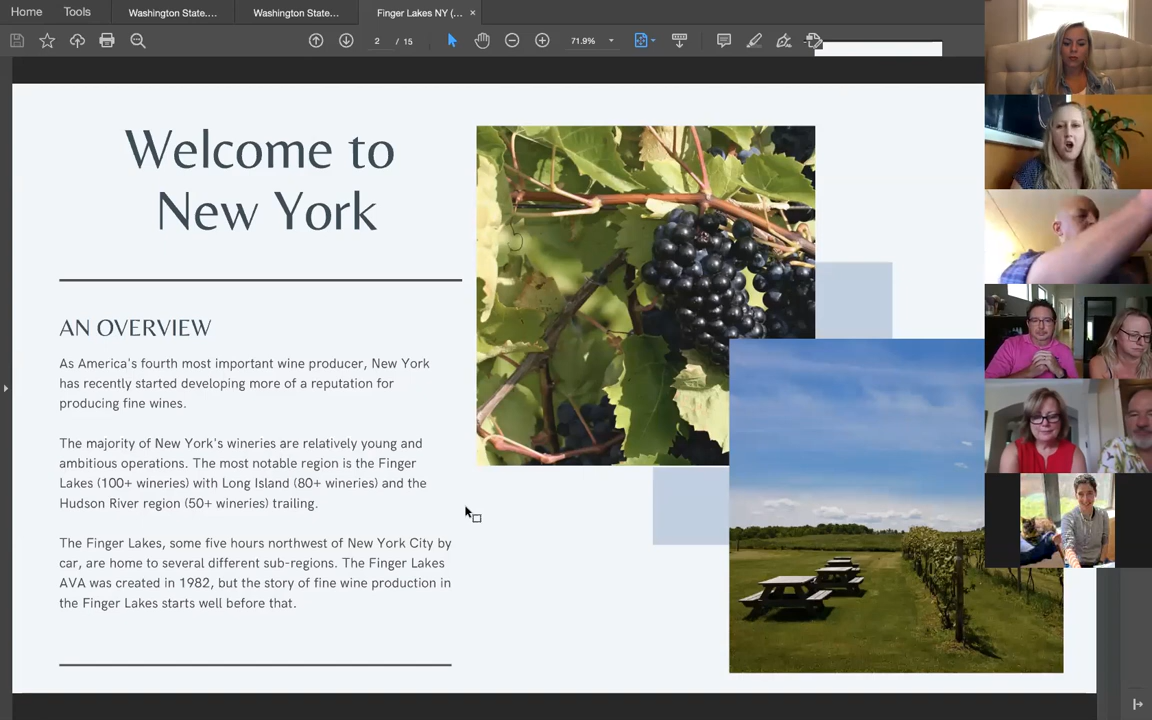 Home Tools Washington State.... Washington State... Finger Lakes NY (... ×
2 / 15 71.9%
Welcome to
New York
AN OVERVIEW
As America's fourth most important wine producer, New York
has recently started developing more of a reputation for
producing fine wines.
The majority of New York's wineries are relatively young and
ambitious operations. The most notable region is the Finger
Lakes (100+ wineries) with Long Island (80+ wineries) and the
Hudson River region (50+ wineries) trailing.
The Finger Lakes, some five hours northwest of New York City by
car, are home to several different sub-regions. The Finger Lakes
AVA was created in 1982, but the story of fine wine production in
the Finger Lakes starts well before that.